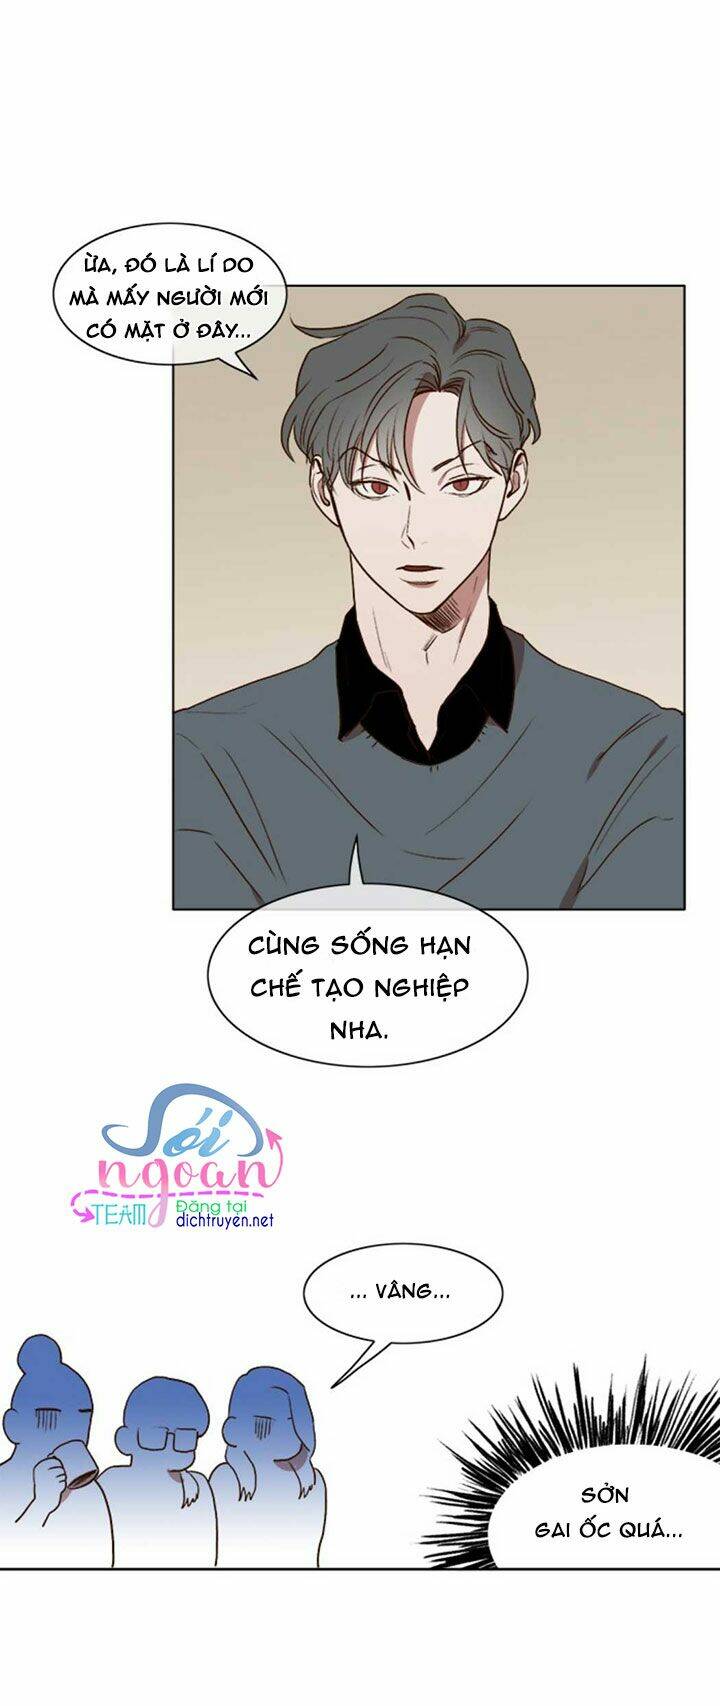 ỪA, ĐÓ LÀ LÍ DO
MÀ MẤY NGƯỜI MỚI
CÓ MẶT Ở ĐÂY...
CÙNG SỐNG HẠN
CHẾ TẠO NGHIỆP
NHA.
Sói
ngoan
TEAM
Đăng tại
dichtruyen.net
... VÂNG...
SỞN
GAI ỐC QUÁ...